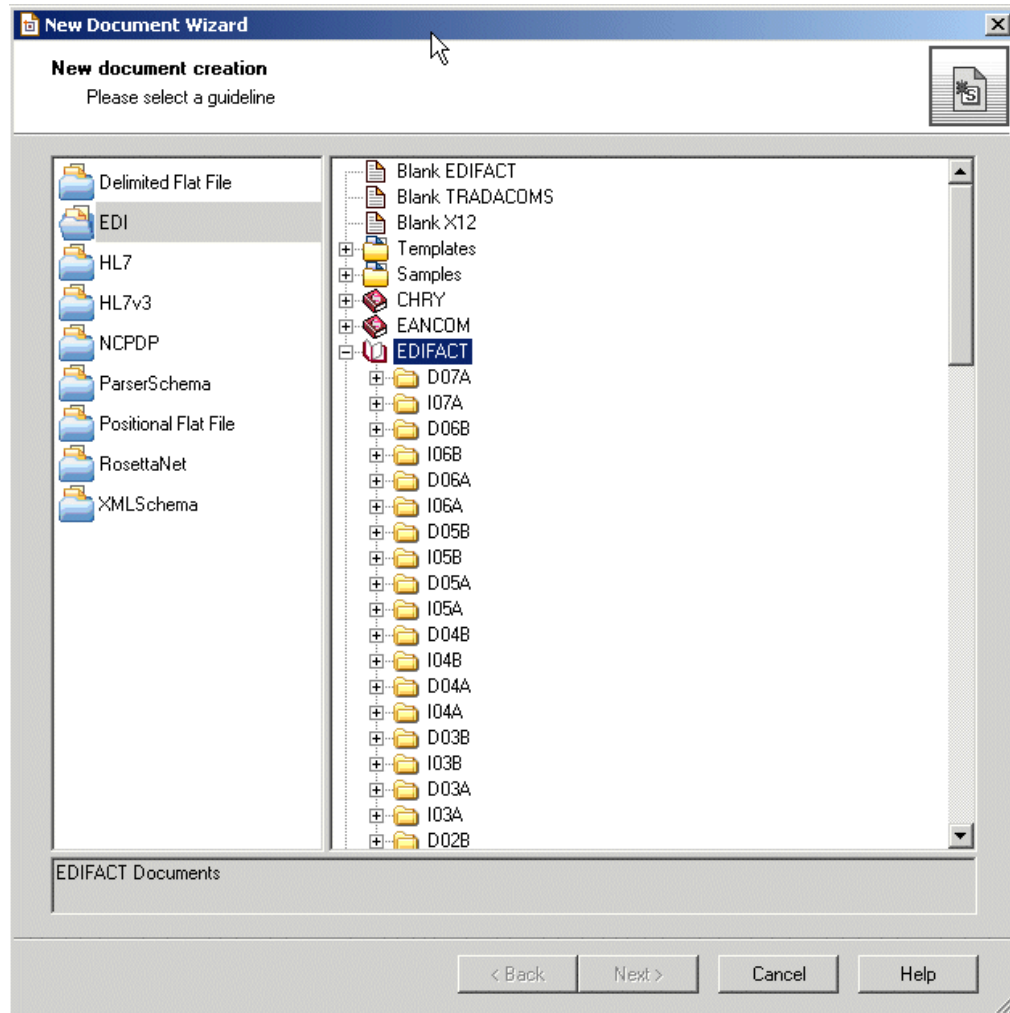 New Document Wizard
New document creation
Please select a guideline
Delimited Flat File
EDI
HL7
HL7v3
NCPDP
ParserSchema
Positional Flat File
RosettaNet
XMLSchema
Blank EDIFACT
Blank TRADACOMS
Blank X12
Templates
Samples
CHRY
EANCOM
EDIFACT
D07A
I07A
D06B
I06B
D06A
I06A
D05B
I05B
D05A
I05A
D04B
I04B
D04A
I04A
D03B
I03B
D03A
I03A
D02B
EDIFACT Documents
< Back
Next >
Cancel
Help